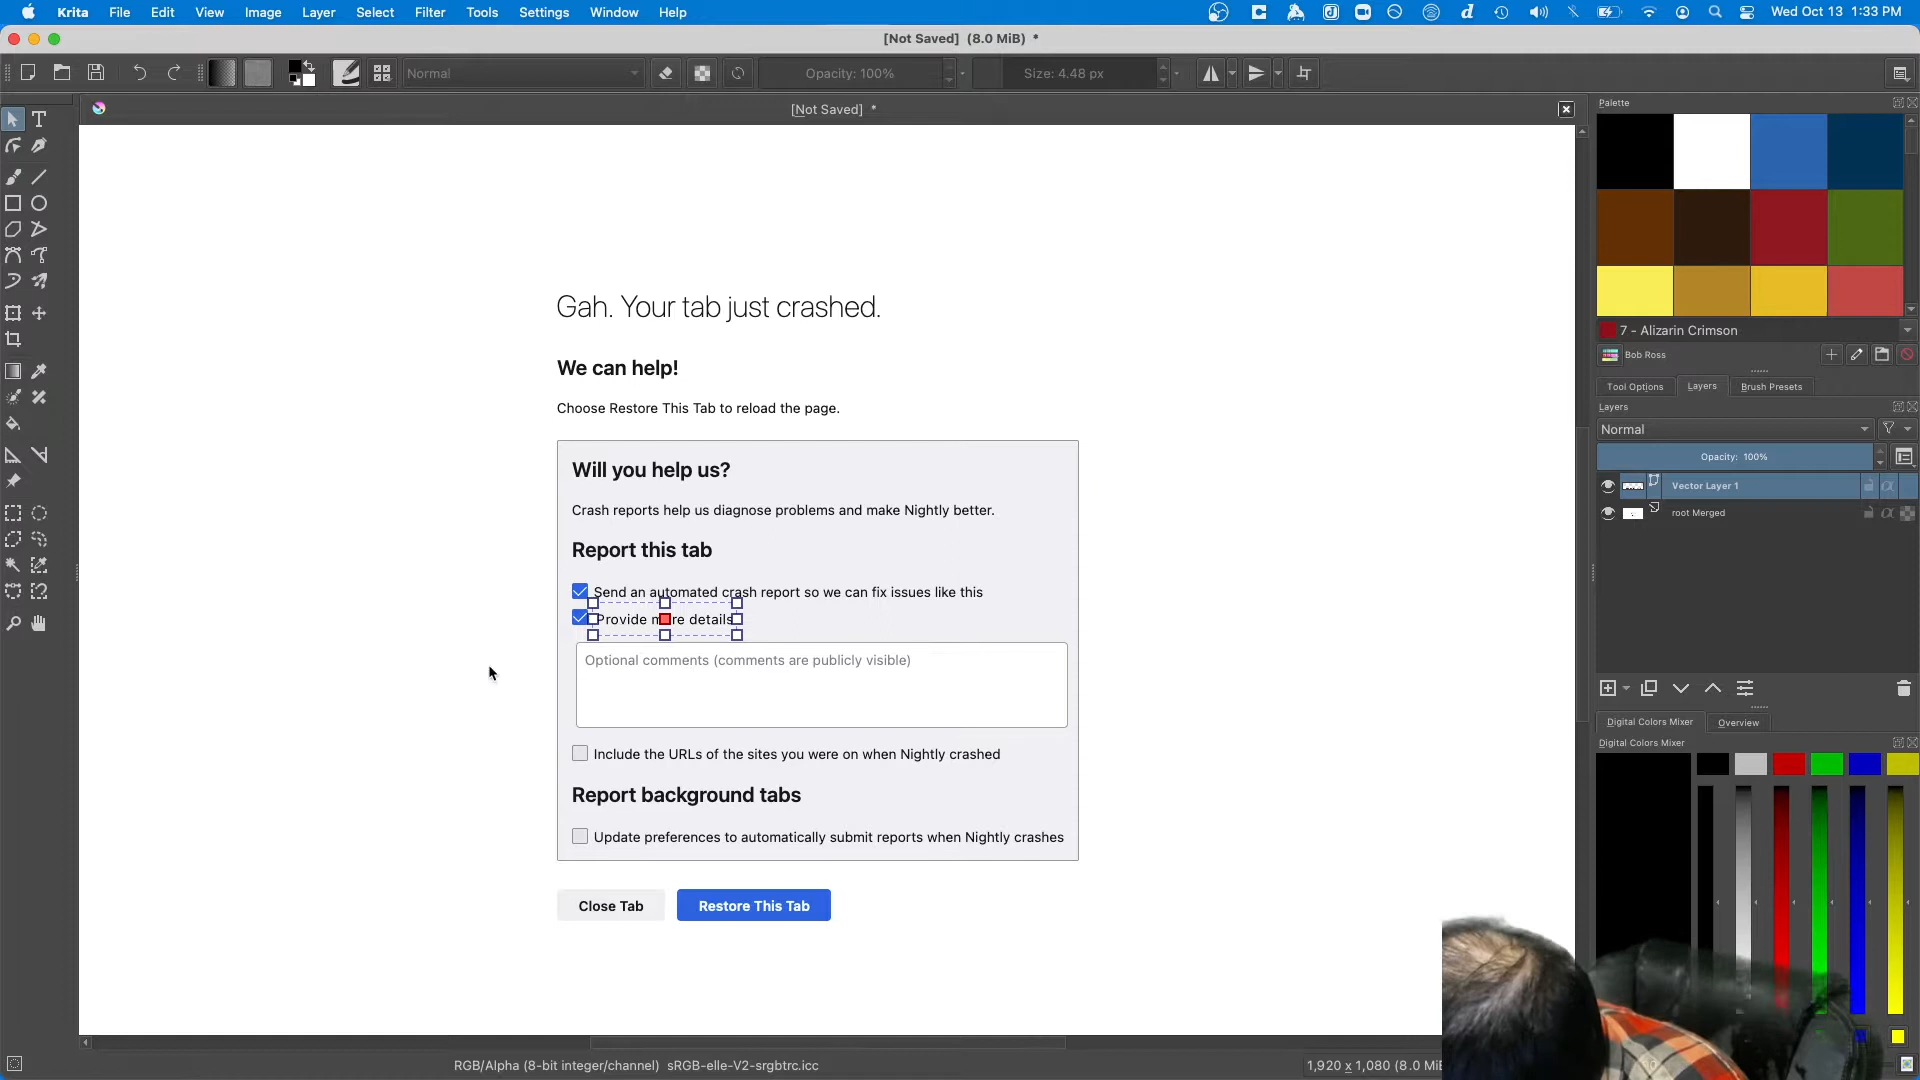 Krita File Edit View Image Layer Select Filter Tools Settings Window Help Wed Oct 13 1:33 PM
[Not Saved] (8.0 MiB) *
Normal Opacity: 100% Size: 4.48 px
[Not Saved] *
Palette
7 - Alizarin Crimson
Bob Ross
Tool Options Layers Brush Presets
Layers
Normal
Opacity: 100%
Vector Layer 1
root Merged
Gah. Your tab just crashed.
We can help!
Choose Restore This Tab to reload the page.
Will you help us?
Crash reports help us diagnose problems and make Nightly better.
Report this tab
Send an automated crash report so we can fix issues like this
Provide more details
Optional comments (comments are publicly visible)
Include the URLs of the sites you were on when Nightly crashed
Report background tabs
Update preferences to automatically submit reports when Nightly crashes
Close Tab Restore This Tab
Digital Colors Mixer Overview
Digital Colors Mixer
RGB/Alpha (8-bit integer/channel) sRGB-elle-V2-srgbtrc.icc
1,920 x 1,080 (8.0 MiB